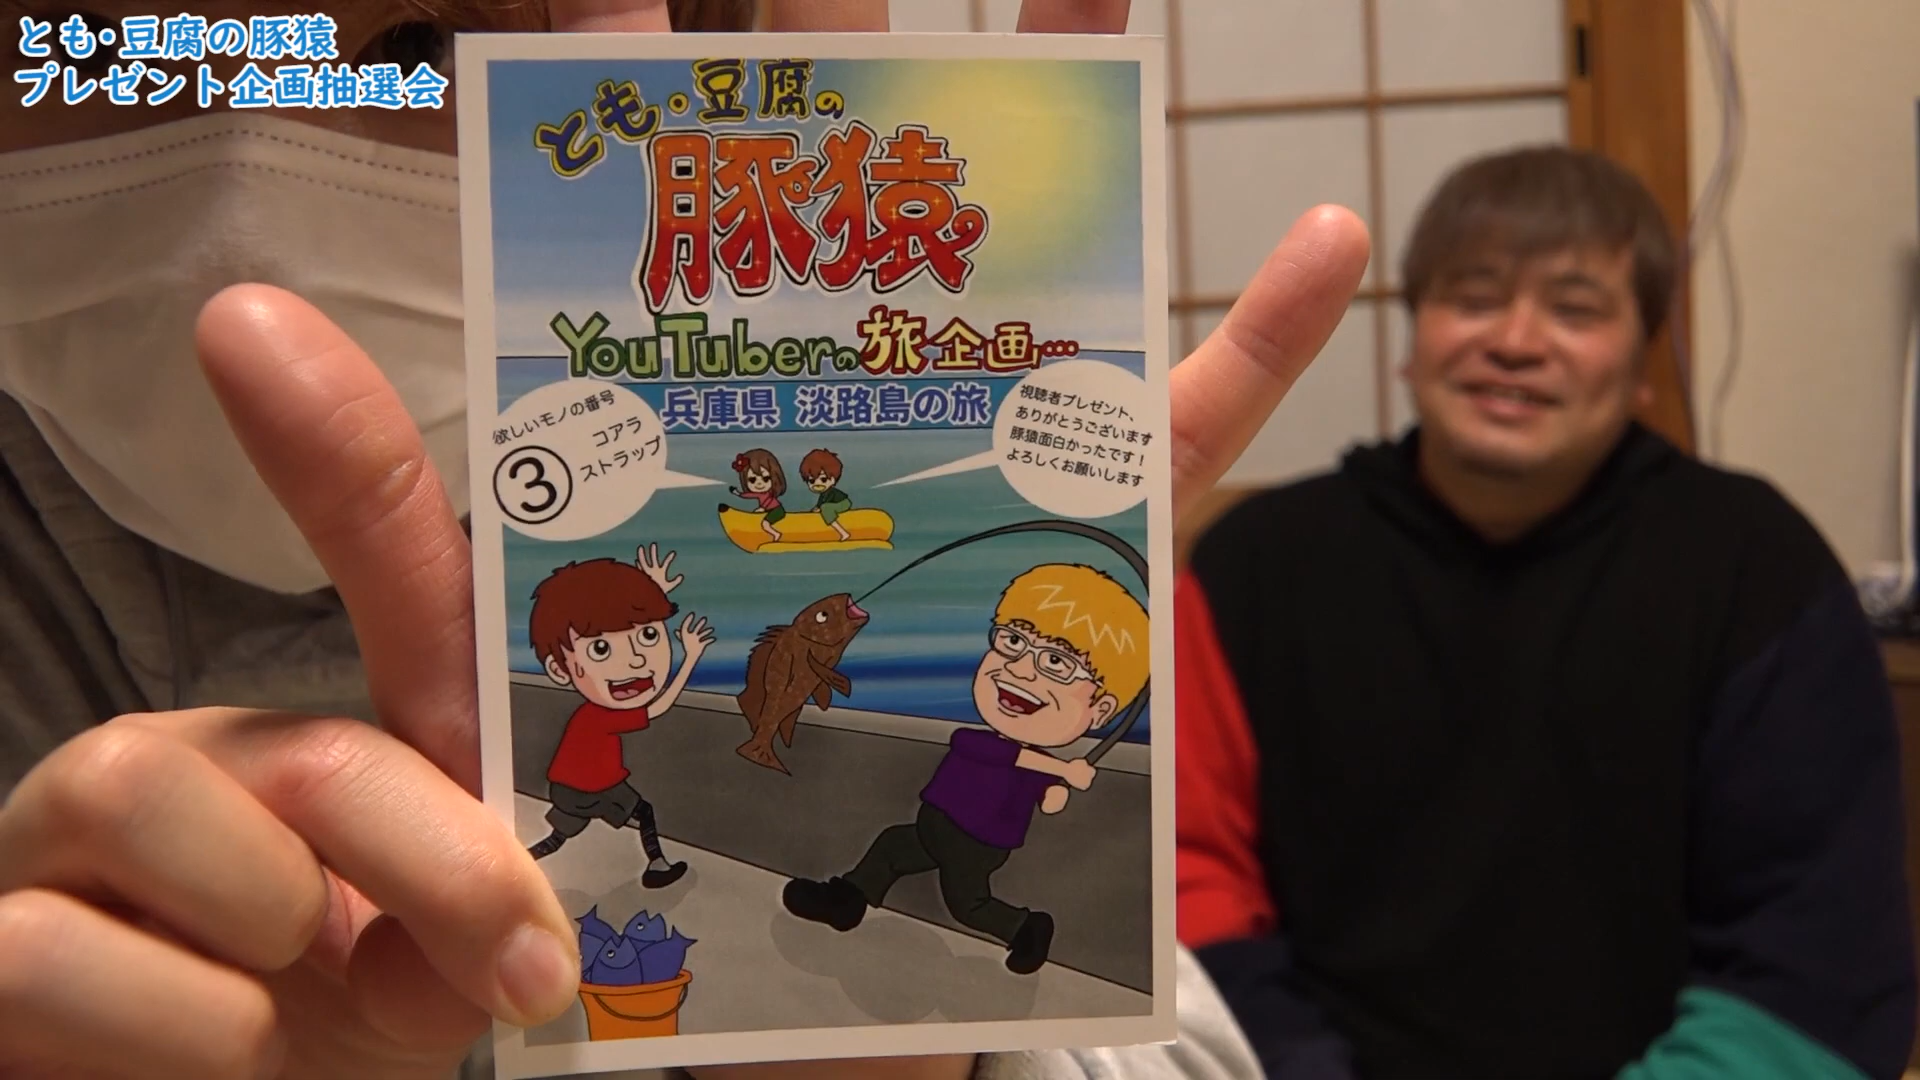 とも・豆腐の豚猿
プレゼント企画抽選会
とも・豆腐の
豚猿
YouTuberの旅企画…
兵庫県 淡路島の旅
欲しいモノの番号
③ コアラ
ストラップ
視聴者プレゼント、
ありがとうございます
豚猿面白かったです！
よろしくお願いします